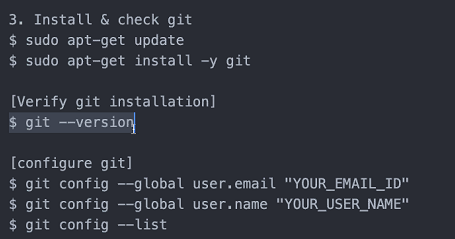 3. Install & check git
$ sudo apt-get update
$ sudo apt-get install -y git
[Verify git installation]
$ git --version
[configure git]
$ git config --global user.email "YOUR_EMAIL_ID"
$ git config --global user.name "YOUR_USER_NAME"
$ git config --list